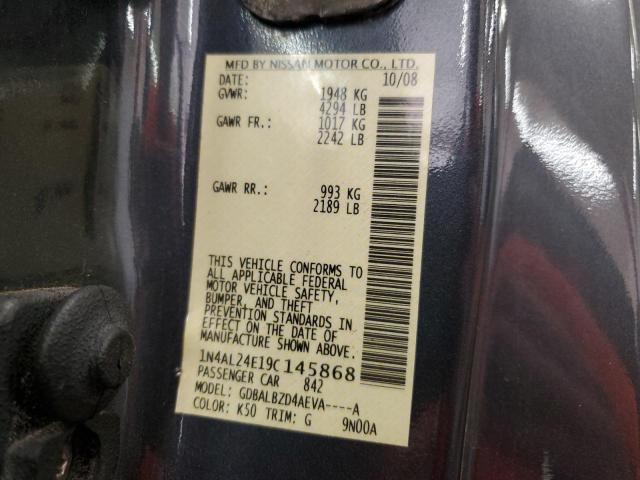 MFD BY NISSAN MOTOR CO., LTD.
DATE: 10/08
GVWR: 1948 KG
4294 LB
GAWR FR.: 1017 KG
2242 LB
GAWR RR.: 993 KG
2189 LB
THIS VEHICLE CONFORMS TO
ALL APPLICABLE FEDERAL
MOTOR VEHICLE SAFETY,
BUMPER, AND THEFT
PREVENTION STANDARDS IN
EFFECT ON THE DATE OF
MANUFACTURE SHOWN ABOVE.
1N4AL24E19C145868
PASSENGER CAR 842
MODEL: GDBALBZD4AEVA----A
COLOR: K50 TRIM: G 9N00A